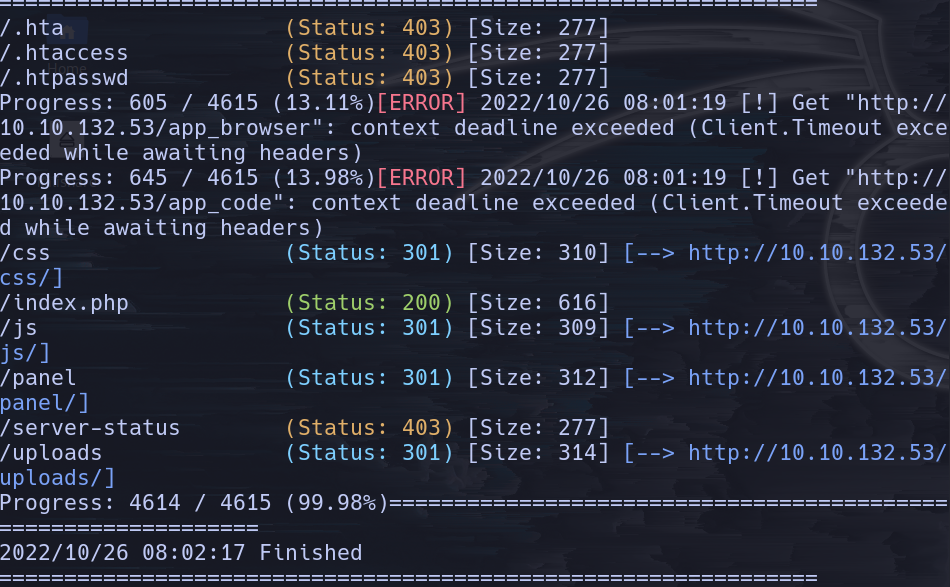 ===============================================================
/.hta                 (Status: 403) [Size: 277]
/.htaccess            (Status: 403) [Size: 277]
/.htpasswd            (Status: 403) [Size: 277]
Progress: 605 / 4615 (13.11%)[ERROR] 2022/10/26 08:01:19 [!] Get "http://
10.10.132.53/app_browser": context deadline exceeded (Client.Timeout exce
eded while awaiting headers)
Progress: 645 / 4615 (13.98%)[ERROR] 2022/10/26 08:01:19 [!] Get "http://
10.10.132.53/app_code": context deadline exceeded (Client.Timeout exceede
d while awaiting headers)
/css                  (Status: 301) [Size: 310] [--> http://10.10.132.53/
css/]
/index.php            (Status: 200) [Size: 616]
/js                   (Status: 301) [Size: 309] [--> http://10.10.132.53/
js/]
/panel                (Status: 301) [Size: 312] [--> http://10.10.132.53/
panel/]
/server-status        (Status: 403) [Size: 277]
/uploads              (Status: 301) [Size: 314] [--> http://10.10.132.53/
uploads/]
Progress: 4614 / 4615 (99.98%)===========================================
====================
2022/10/26 08:02:17 Finished
===============================================================